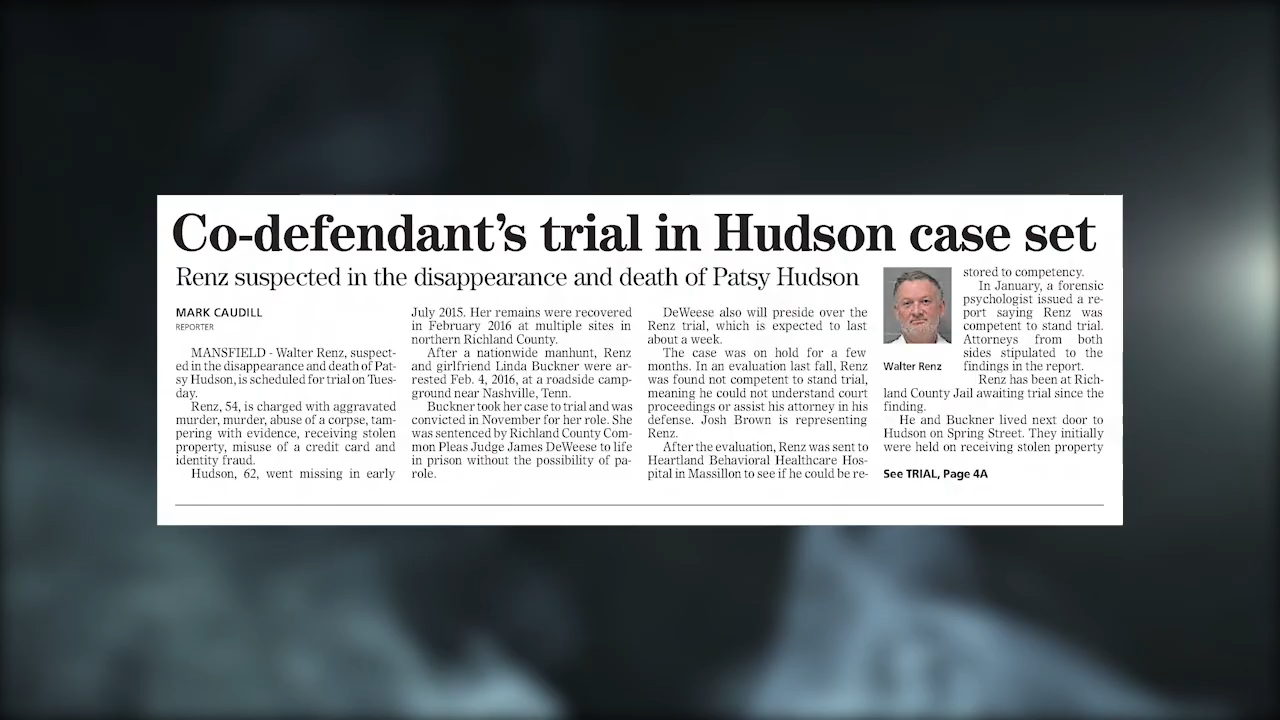 Co-defendant's trial in Hudson case set
Renz suspected in the disappearance and death of Patsy Hudson
MARK CAUDILL
REPORTER
MANSFIELD - Walter Renz, suspect-
ed in the disappearance and death of Pat-
sy Hudson, is scheduled for trial on Tues-
day.
Renz, 54, is charged with aggravated
murder, murder, abuse of a corpse, tam-
pering with evidence, receiving stolen
property, misuse of a credit card and
identity fraud.
Hudson, 62, went missing in early
July 2015. Her remains were recovered
in February 2016 at multiple sites in
northern Richland County.
After a nationwide manhunt, Renz
and girlfriend Linda Buckner were ar-
rested Feb. 4, 2016, at a roadside camp-
ground near Nashville, Tenn.
Buckner took her case to trial and was
convicted in November for her role. She
was sentenced by Richland County Com-
mon Pleas Judge James DeWeese to life
in prison without the possibility of pa-
role.
DeWeese also will preside over the
Renz trial, which is expected to last
about a week.
The case was on hold for a few
months. In an evaluation last fall, Renz
was found not competent to stand trial,
meaning he could not understand court
proceedings or assist his attorney in his
defense. Josh Brown is representing
Renz.
After the evaluation, Renz was sent to
Heartland Behavioral Healthcare Hos-
pital in Massillon to see if he could be re-
Walter Renz
stored to competency.
In January, a forensic
psychologist issued a re-
port saying Renz was
competent to stand trial.
Attorneys from both
sides stipulated to the
findings in the report.
Renz has been at Rich-
land County Jail awaiting trial since the
finding.
He and Buckner lived next door to
Hudson on Spring Street. They initially
were held on receiving stolen property
See TRIAL, Page 4A